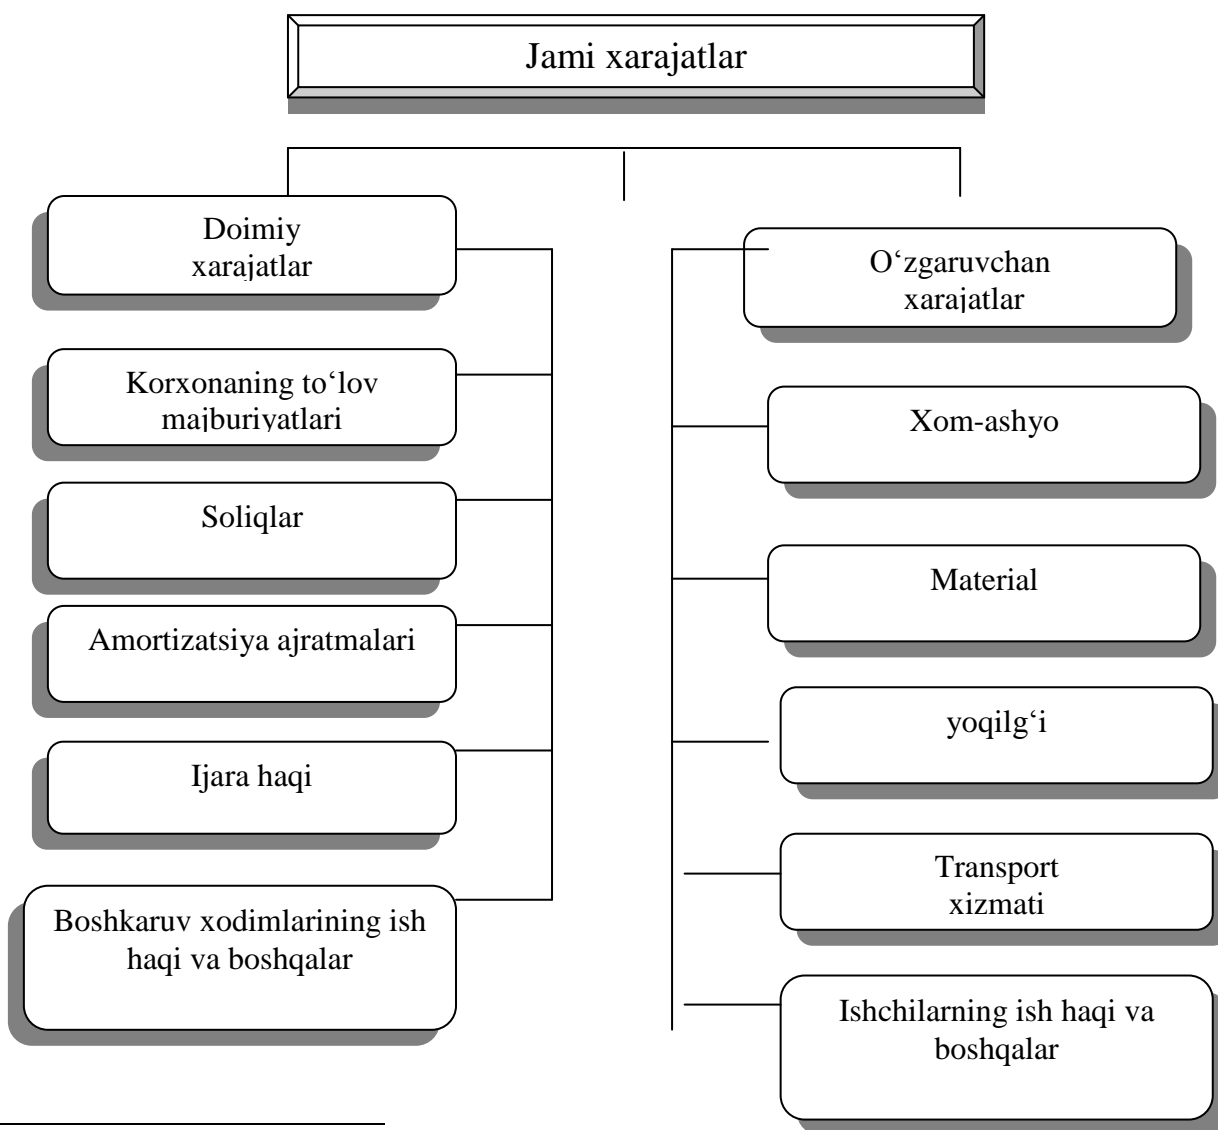 Jami xarajatlar
Doimiy
xarajatlar
Korxonaning to‘lov
majburiyatlari
Soliqlar
Amortizatsiya ajratmalari
Ijara haqi
Boshkaruv xodimlarining ish
haqi va boshqalar
O‘zgaruvchan
xarajatlar
Xom-ashyo
Material
yoqilg‘i
Transport
xizmati
Ishchilarning ish haqi va
boshqalar